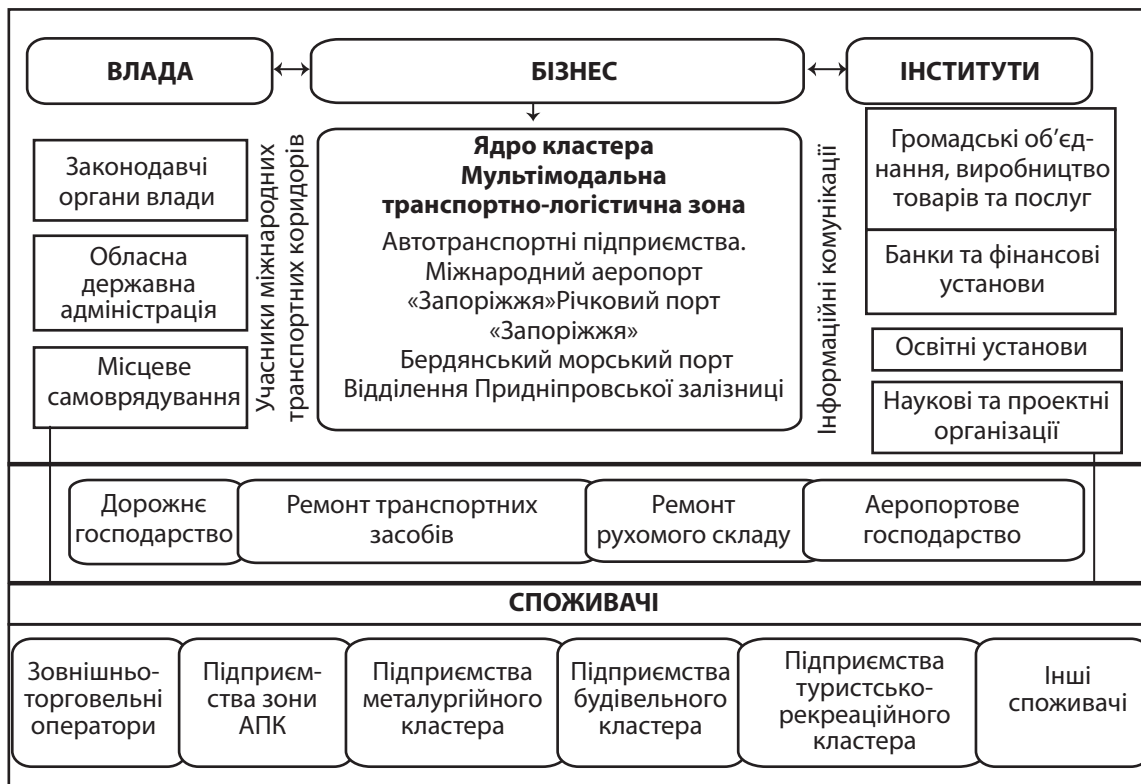 ВЛАДА
БІЗНЕС
ІНСТИТУТИ
Законодавчі
органи влади
Обласна
державна
адміністрація
Місцеве
самоврядування
Учасники міжнародних
транспортних коридорів
Ядро кластера
Мультімодальна
транспортно-логістична зона
Автотранспортні підприємства.
Міжнародний аеропорт
«Запоріжжя»Річковий порт
«Запоріжжя»
Бердянський морський порт
Відділення Придніпровської залізниці
Інформаційні комунікації
Громадські об’єд-
нання, виробництво
товарів та послуг
Банки та фінансові
установи
Освітні установи
Наукові та проектні
організації
Дорожнє
господарство
Ремонт транспортних
засобів
Ремонт
рухомого складу
Аеропортове
господарство
СПОЖИВАЧІ
Зовнішньо-
торговельні
оператори
Підприєм-
ства зони
АПК
Підприємства
металургійного
кластера
Підприємства
будівельного
кластера
Підприємства
туристсько-
рекреаційного
кластера
Інші
споживачі